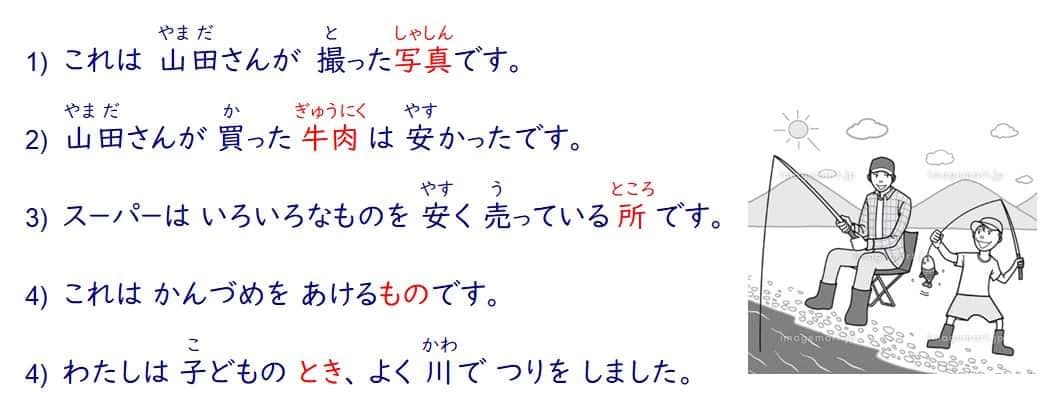 やま だ と しゃしん
1) これは 山田さんが 撮った写真です。
やま だ か ぎゅうにく やす
2) 山田さんが 買った 牛肉 は 安かったです。
やす う ところ
3) スーパーは いろいろなものを 安く 売っている 所 です。
4) これは かんづめを あけるものです。
こ かわ
4) わたしは 子どもの とき、よく 川で つりを しました。